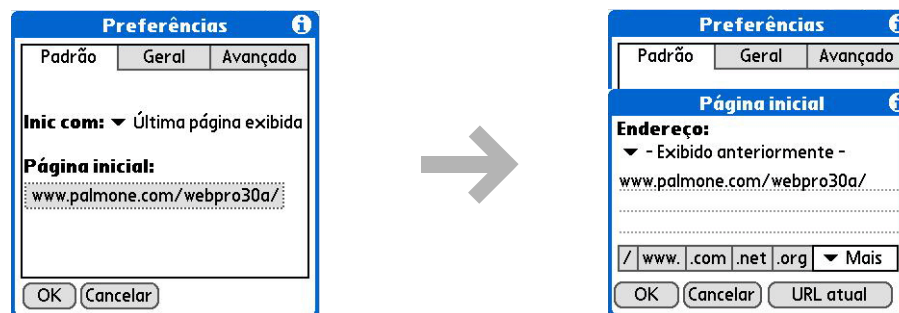 Preferências
Padrão Geral Avançado
Inic com: Última página exibida
Página inicial:
www.palmone.com/webpro30a/
OK Cancelar
Preferências
Padrão Geral Avançado
Página inicial
Endereço:
- Exibido anteriormente -
www.palmone.com/webpro30a/
/ www. .com .net .org Mais
OK Cancelar URL atual